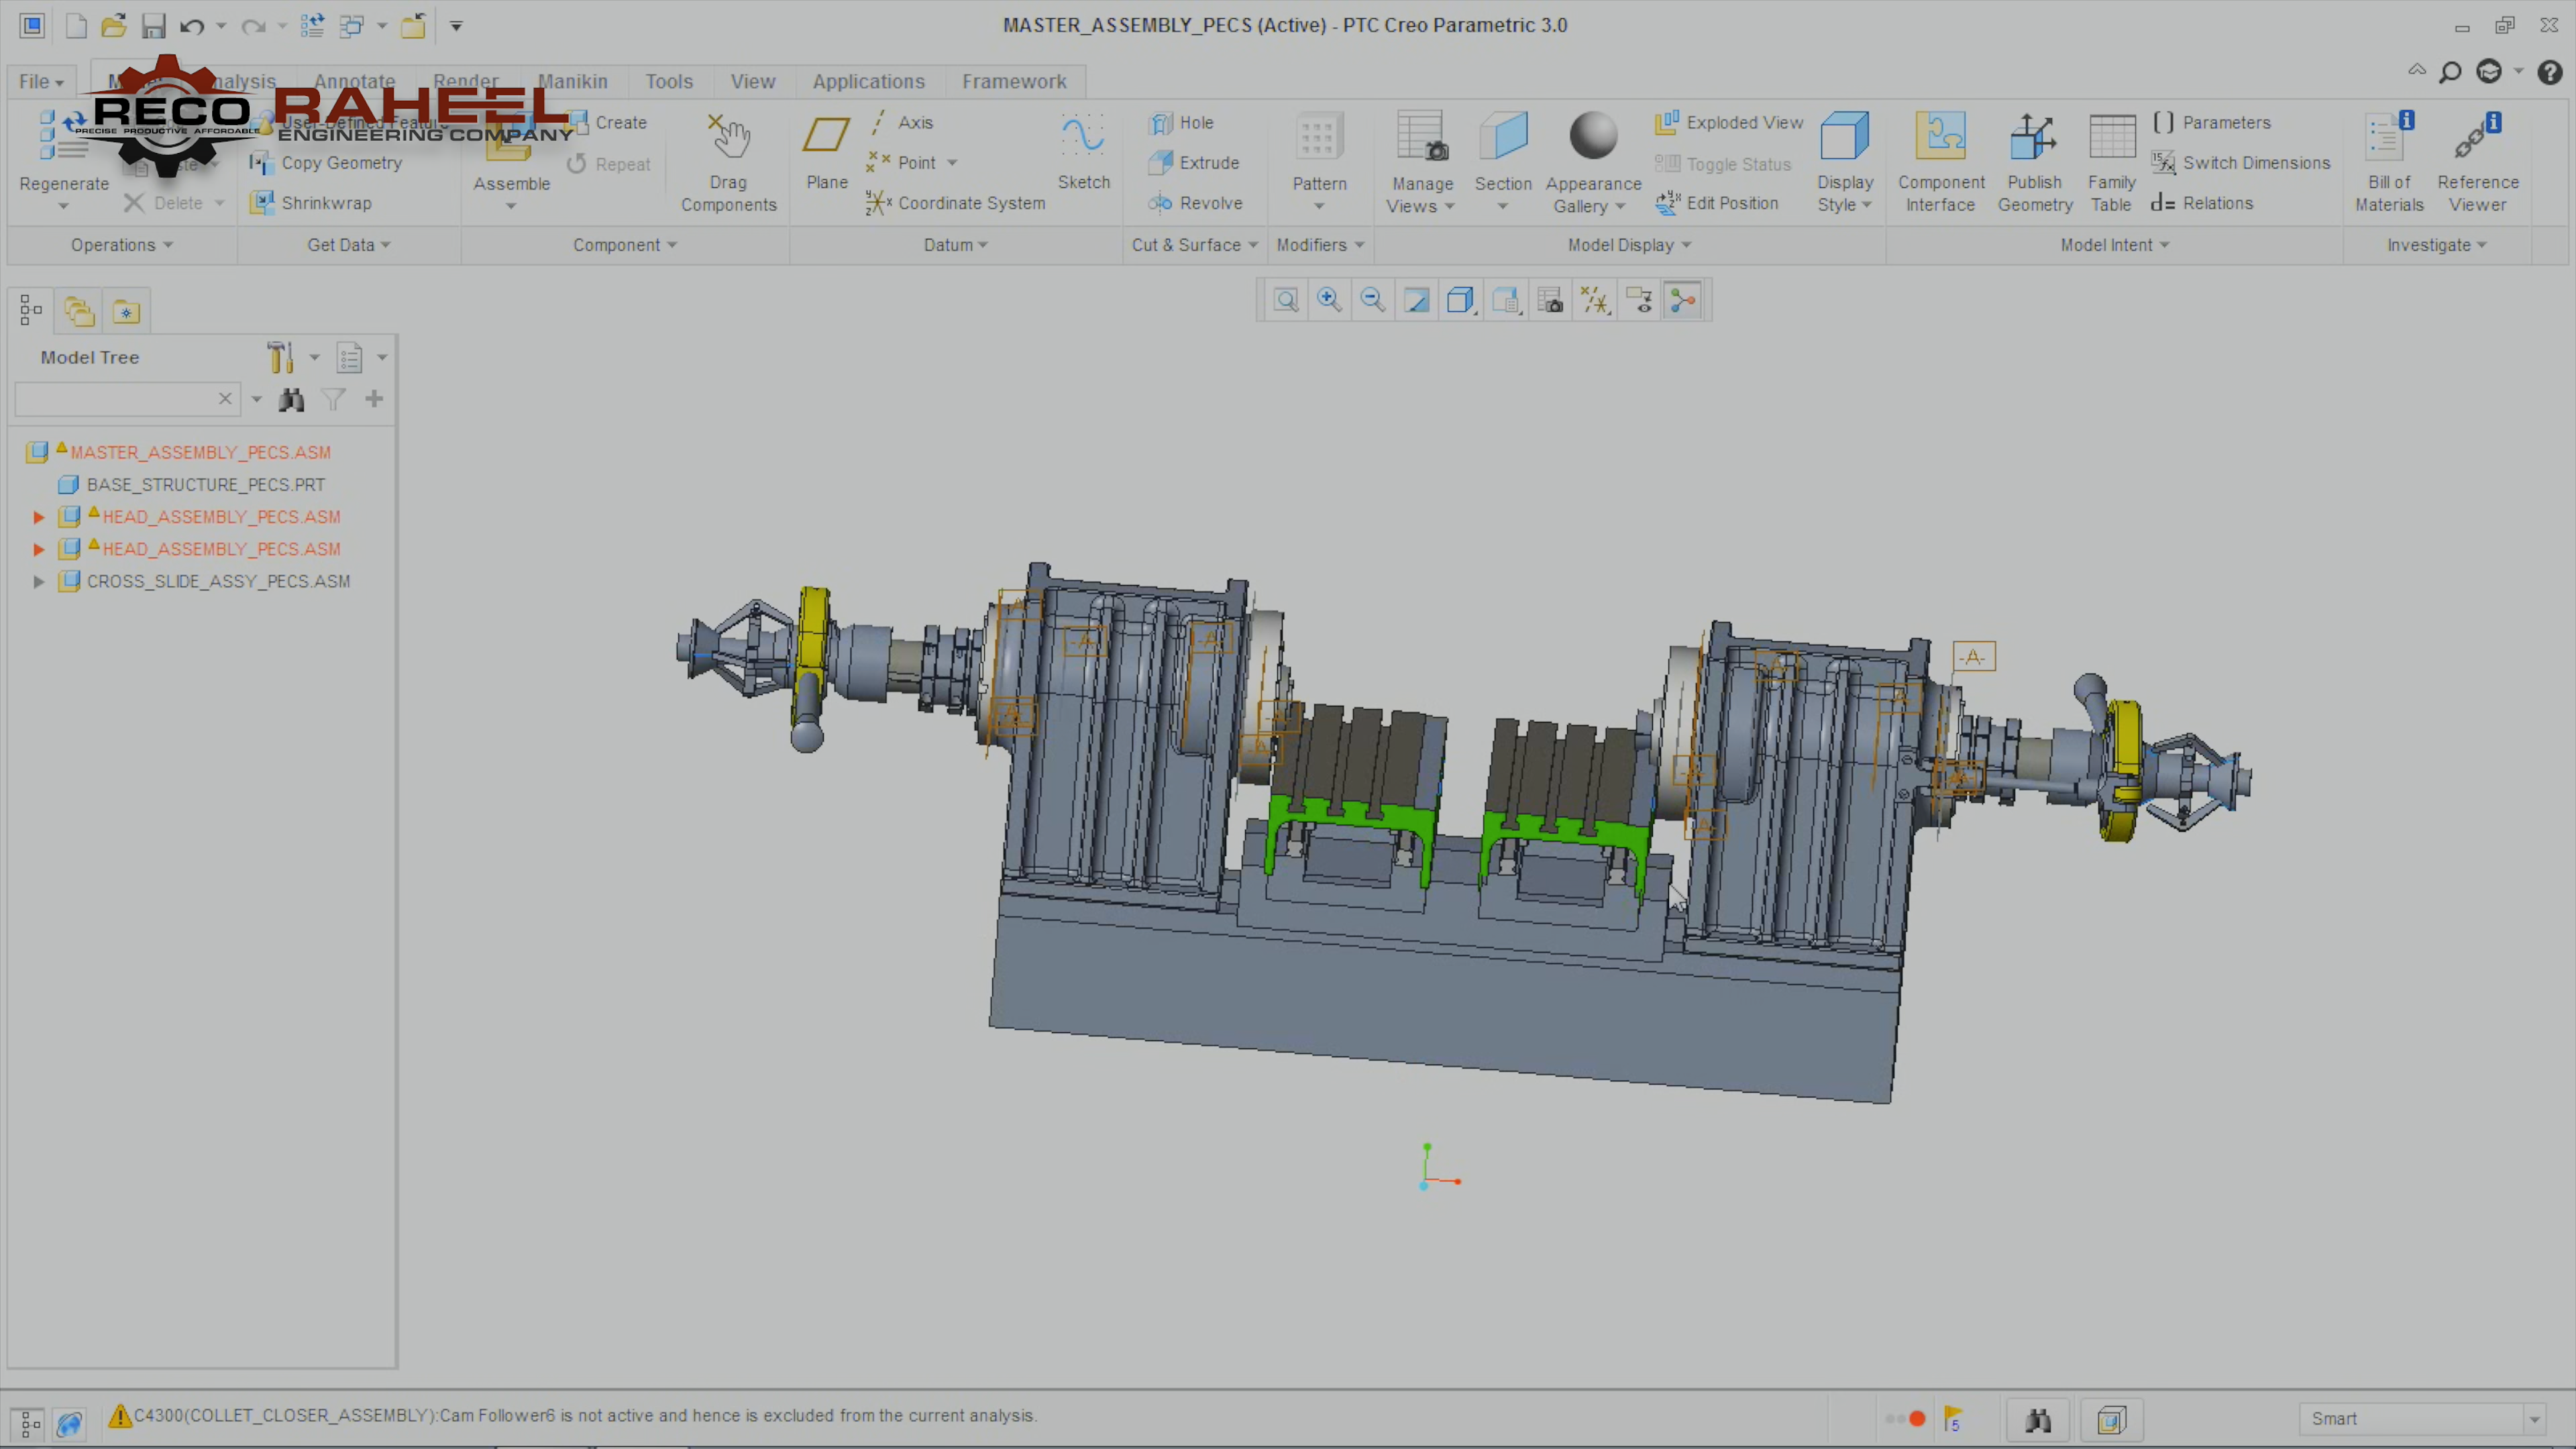 MASTER_ASSEMBLY_PECS (Active) - PTC Creo Parametric 3.0
File Analysis Annotate Render Manikin Tools View Applications Framework
RECO
PRECISE PRODUCTIVE AFFORDABLE
RAHEEL
ENGINEERING COMPANY
Regenerate
Delete
Operations
User-Defined Feature
Copy Geometry
Shrinkwrap
Get Data
Assemble
Create
Repeat
Drag
Components
Component
Plane
Axis
Point
Coordinate System
Sketch
Datum
Hole
Extrude
Revolve
Cut & Surface
Pattern
Modifiers
Manage
Views
Section
Appearance
Gallery
Exploded View
Toggle Status
Edit Position
Display
Style
Model Display
Component
Interface
Publish
Geometry
Family
Table
Parameters
Switch Dimensions
d= Relations
Model Intent
Bill of
Materials
Reference
Viewer
Investigate
Model Tree
MASTER_ASSEMBLY_PECS.ASM
BASE_STRUCTURE_PECS.PRT
HEAD_ASSEMBLY_PECS.ASM
HEAD_ASSEMBLY_PECS.ASM
CROSS_SLIDE_ASSY_PECS.ASM
-A-
-A-
-A-
C4300(COLLET_CLOSER_ASSEMBLY):Cam Follower6 is not active and hence is excluded from the current analysis.
5
Smart